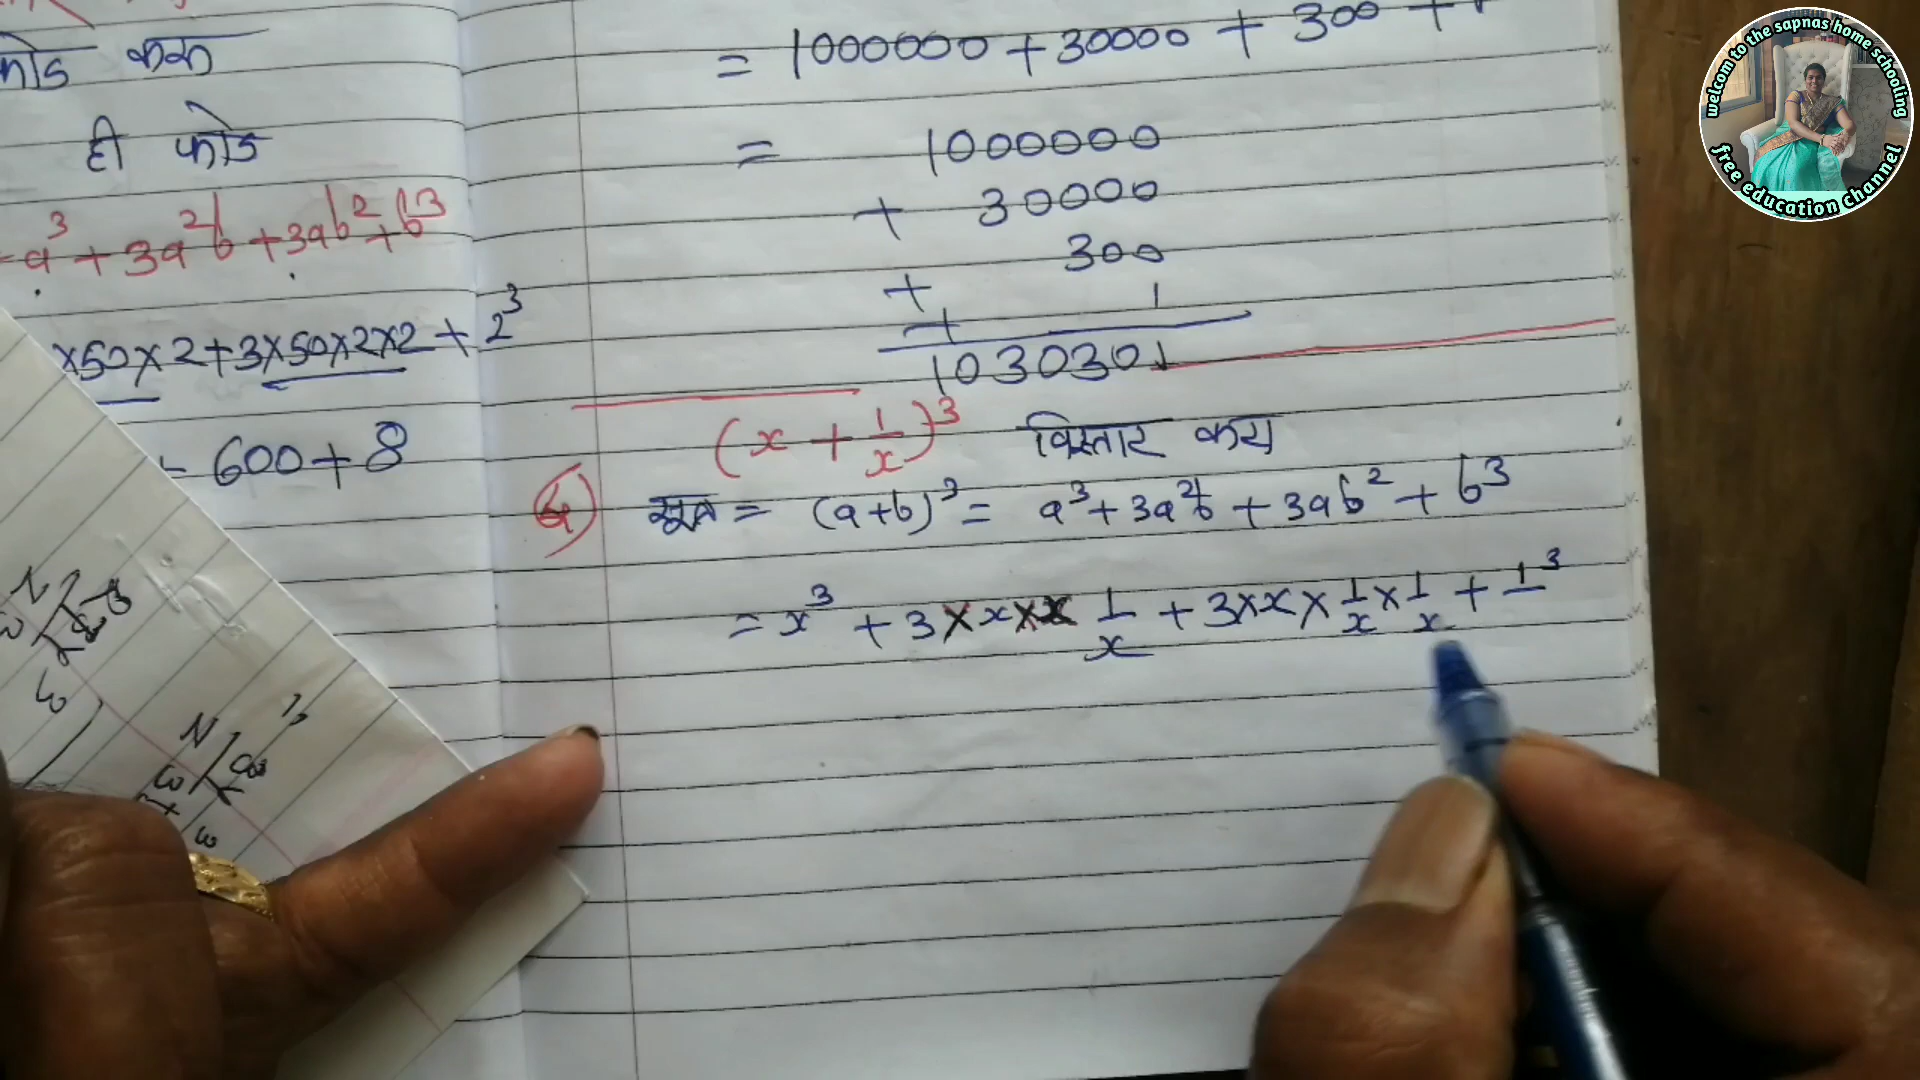 फोड करा
ही फोड
a³ + 3a²b + 3ab² + b³
×50×2+3×50×2×2 + 2³
- 600 + 8
= 1000000 + 30000 + 300 +
= 1000000
+ 30000
+ 300
+ 1
1030301
(x + 1/x)³ विस्तार करा
सूत्र = (a+b)³ = a³ + 3a²b + 3ab² + b³
= x³ + 3 × x × x 1/x + 3×x × 1/x × 1/x + 1³
welcom to the sapnas home schooling
free education channel